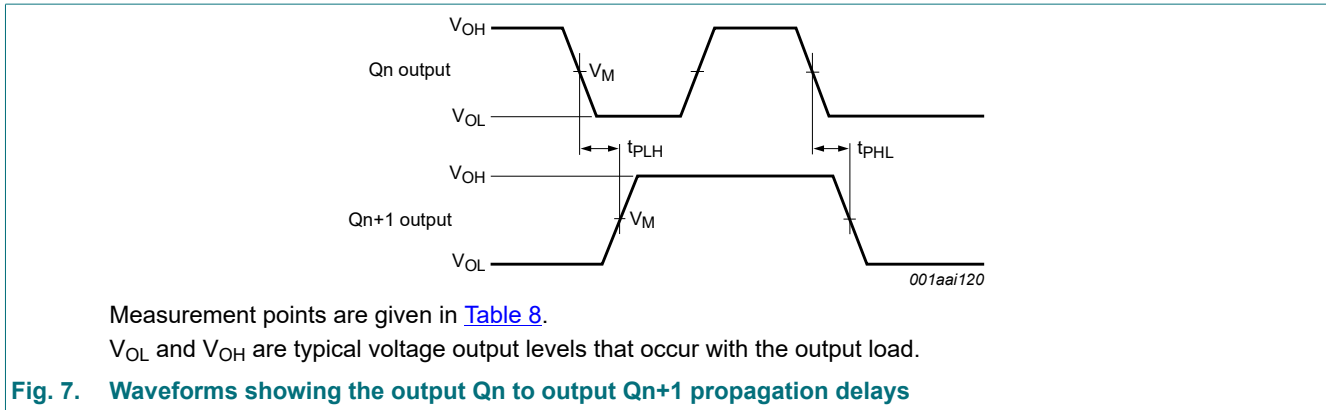 VOH
Qn output
VM
VOL
tPLH
tPHL
VOH
Qn+1 output
VM
VOL
001aai120
Measurement points are given in Table 8.
VOL and VOH are typical voltage output levels that occur with the output load.
Fig. 7. Waveforms showing the output Qn to output Qn+1 propagation delays